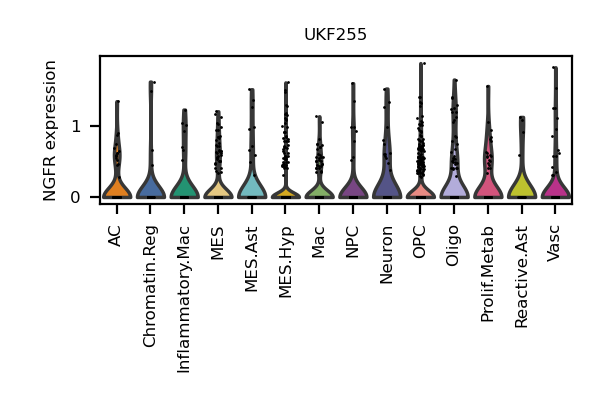 UKF255
NGFR expression
1
0
AC
Chromatin.Reg
Inflammatory.Mac
MES
MES.Ast
MES.Hyp
Mac
NPC
Neuron
OPC
Oligo
Prolif.Metab
Reactive.Ast
Vasc